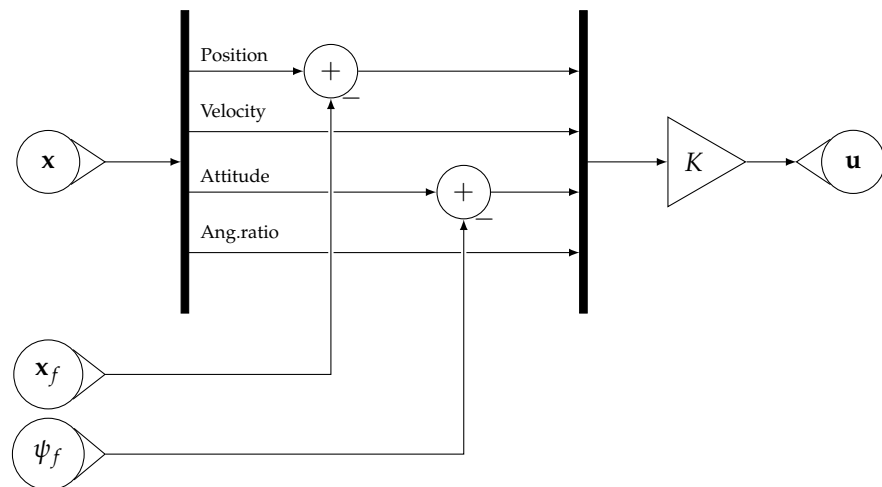 Position
+
−
Velocity
x
K
u
Attitude
+
−
Ang.ratio
x_f
ψ_f